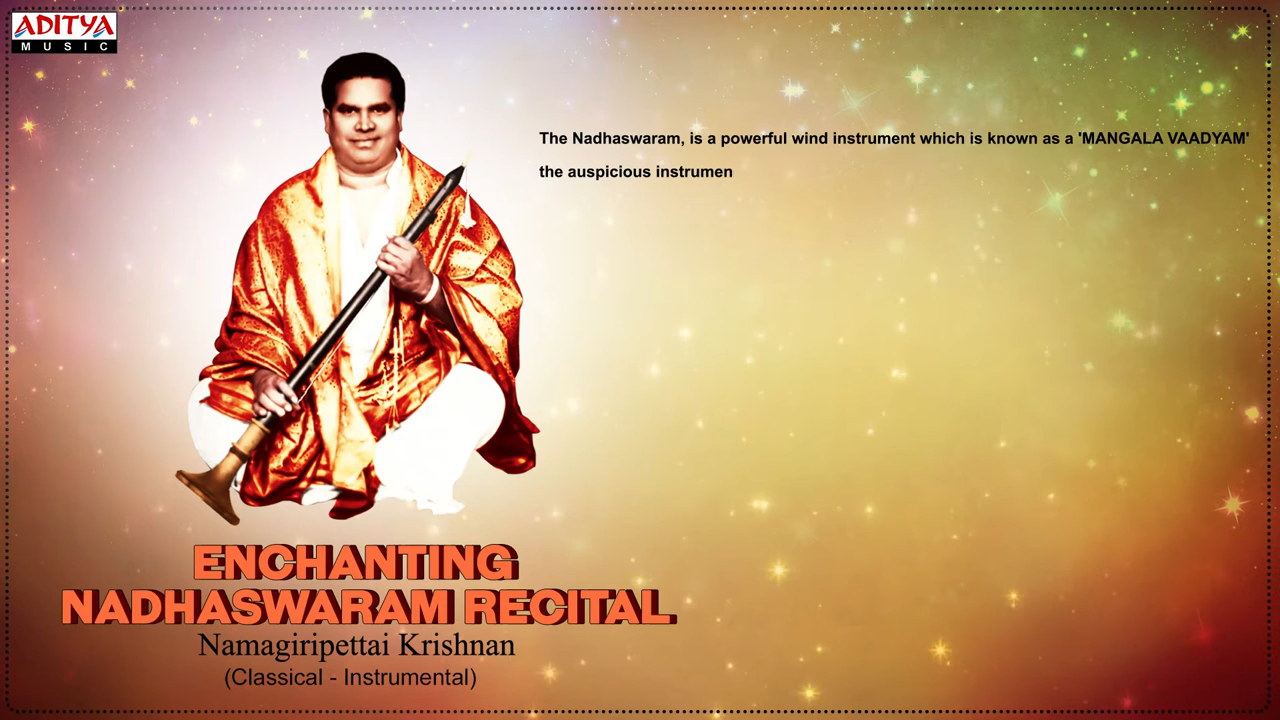 ADITYA
MUSIC
The Nadhaswaram, is a powerful wind instrument which is known as a 'MANGALA VAADYAM'
the auspicious instrumen
ENCHANTING
NADHASWARAM RECITAL
Namagiripettai Krishnan
(Classical - Instrumental)